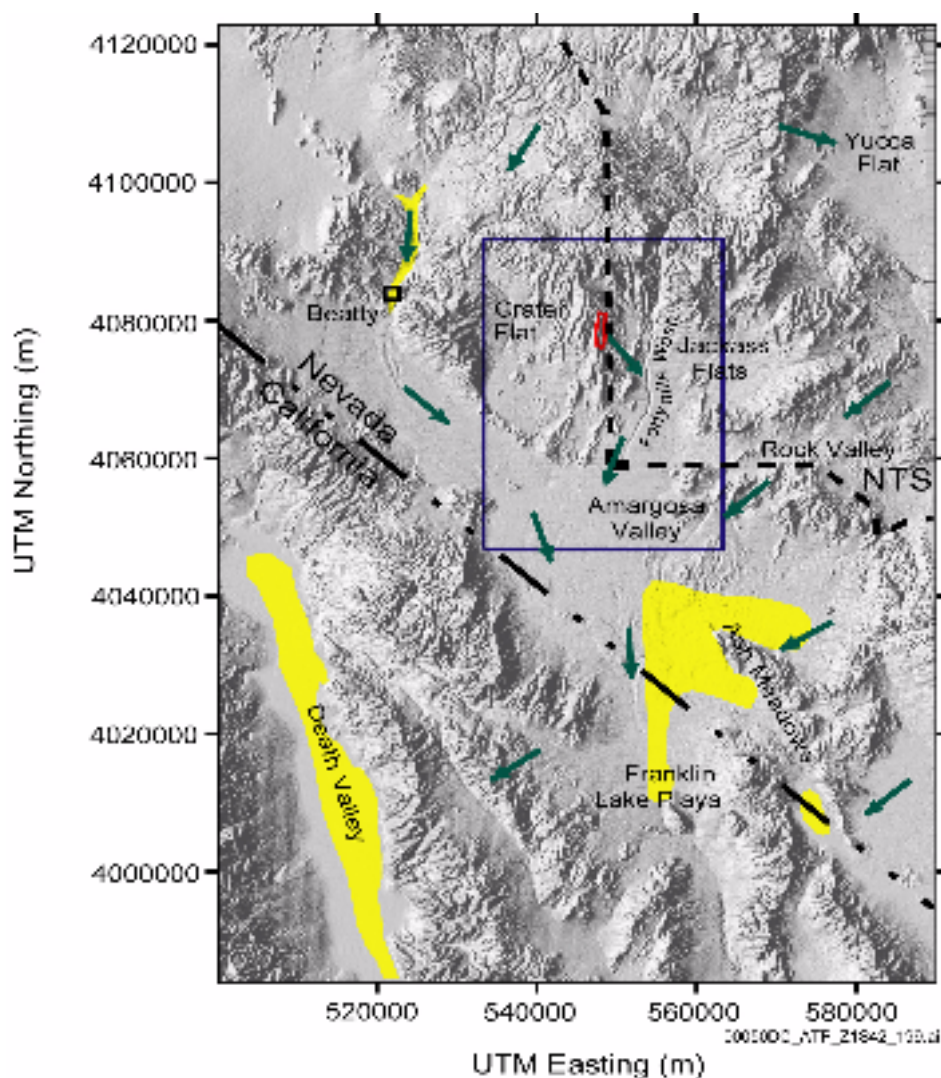 4120000
Yucca
Flat
4100000
Beatty
Crater
Flat
4080000
Jackass
Flats
Fortymile Wash
Nevada
California
Rock Valley
4060000
NTS
Amargosa
Valley
UTM Northing (m)
4040000
Ash Meadows
4020000
Death Valley
Franklin
Lake Playa
4000000
520000
540000
560000
580000
UTM Easting (m)